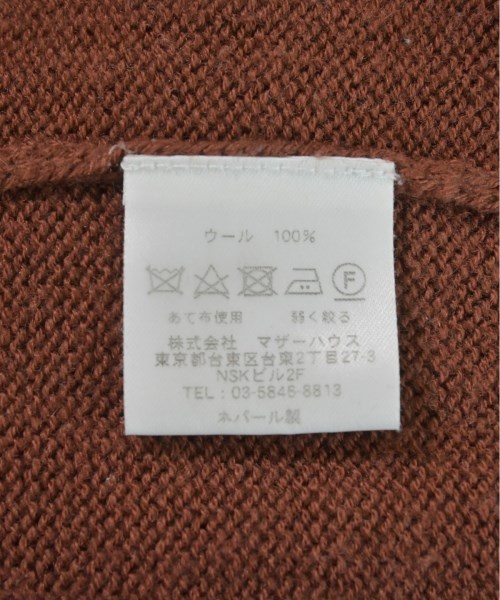 ウール 100%
F
あて布使用 弱く絞る
株式会社 マザーハウス
東京都台東区台東2丁目27-3
NSKビル2F
TEL : 03-5846-8813
ネパール製